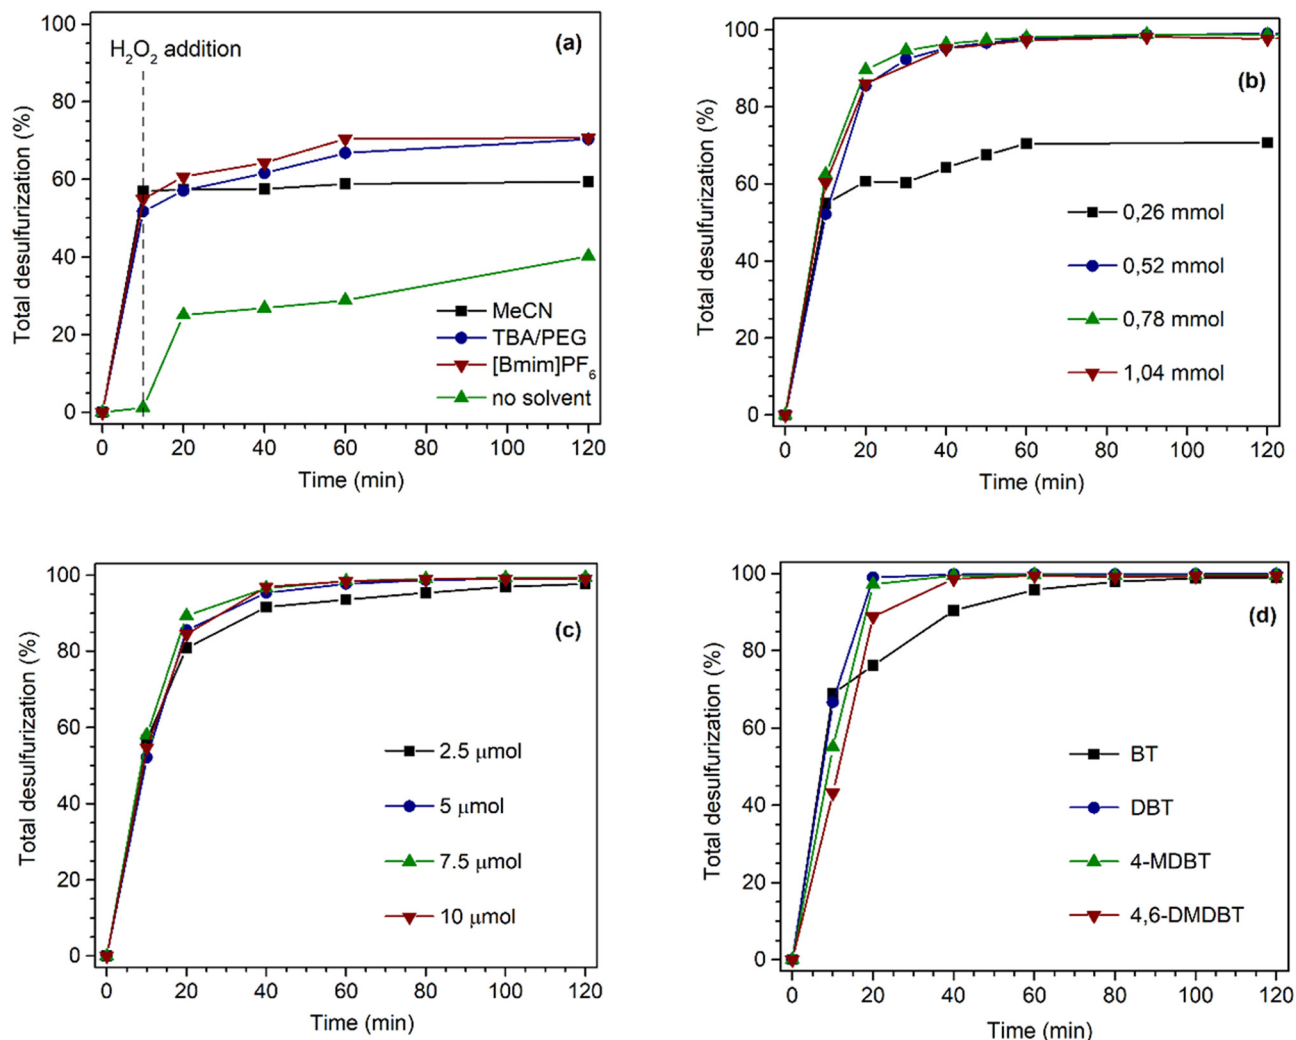 (a)
H₂O₂ addition
100
80
60
40
20
0
Total desulfurization (%)
MeCN
TBA/PEG
[Bmim]PF₆
no solvent
0 20 40 60 80 100 120
Time (min)
(b)
100
80
60
40
20
0
Total desulfurization (%)
0,26 mmol
0,52 mmol
0,78 mmol
1,04 mmol
0 20 40 60 80 100 120
Time (min)
(c)
100
80
60
40
20
0
Total desulfurization (%)
2.5 μmol
5 μmol
7.5 μmol
10 μmol
0 20 40 60 80 100 120
Time (min)
(d)
100
80
60
40
20
0
Total desulfurization (%)
BT
DBT
4-MDBT
4,6-DMDBT
0 20 40 60 80 100 120
Time (min)